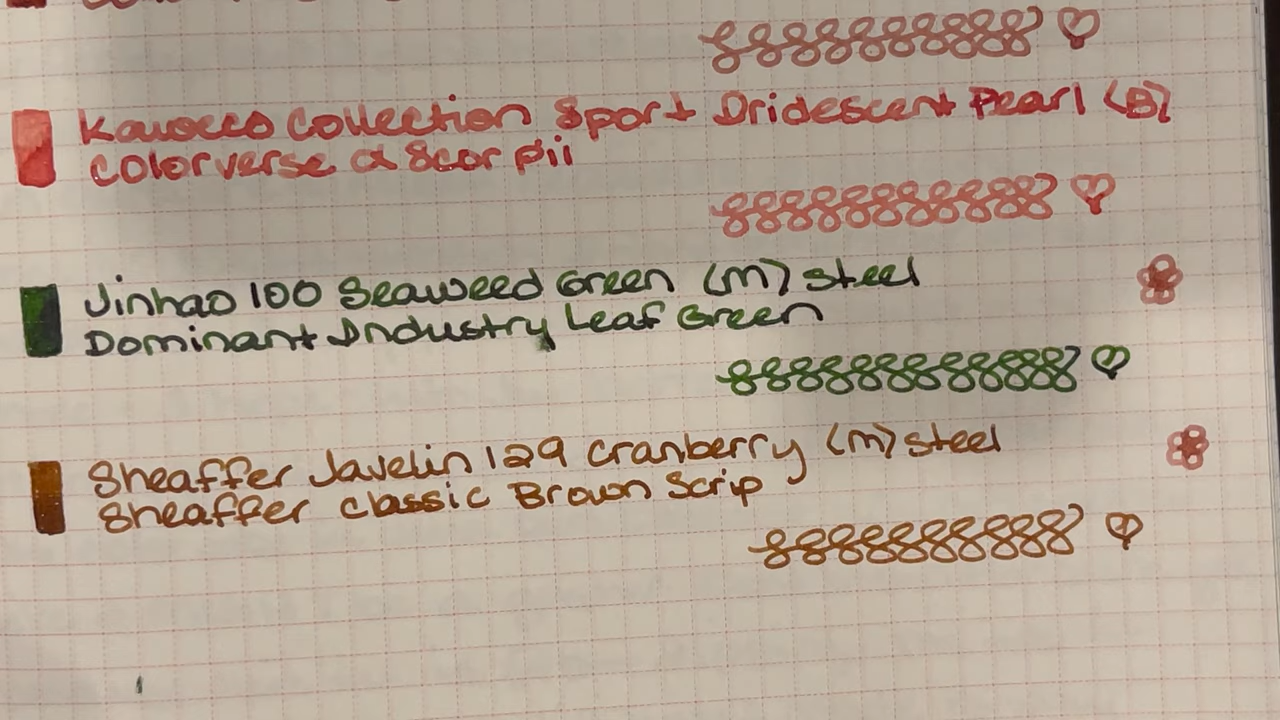 Kaweco Collection Sport Iridescent Pearl (B)
Colorverse α Scorpii
Jinhao 100 Seaweed Green (M) steel
Dominant Industry Leaf Green
Sheaffer Javelin 129 Cranberry (M) steel
Sheaffer Classic Brown Scrip